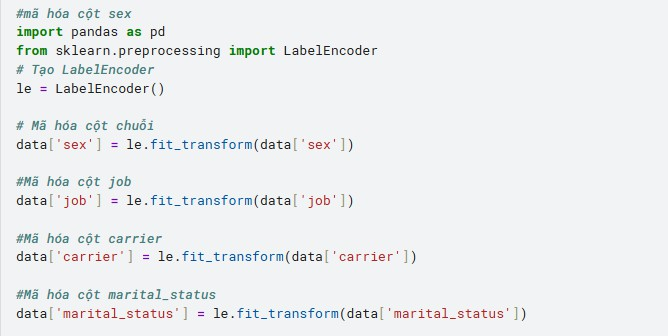 #mã hóa cột sex
import pandas as pd
from sklearn.preprocessing import LabelEncoder
# Tạo LabelEncoder
le = LabelEncoder()
# Mã hóa cột chuỗi
data['sex'] = le.fit_transform(data['sex'])
#Mã hóa cột job
data['job'] = le.fit_transform(data['job'])
#Mã hóa cột carrier
data['carrier'] = le.fit_transform(data['carrier'])
#Mã hóa cột marital_status
data['marital_status'] = le.fit_transform(data['marital_status'])